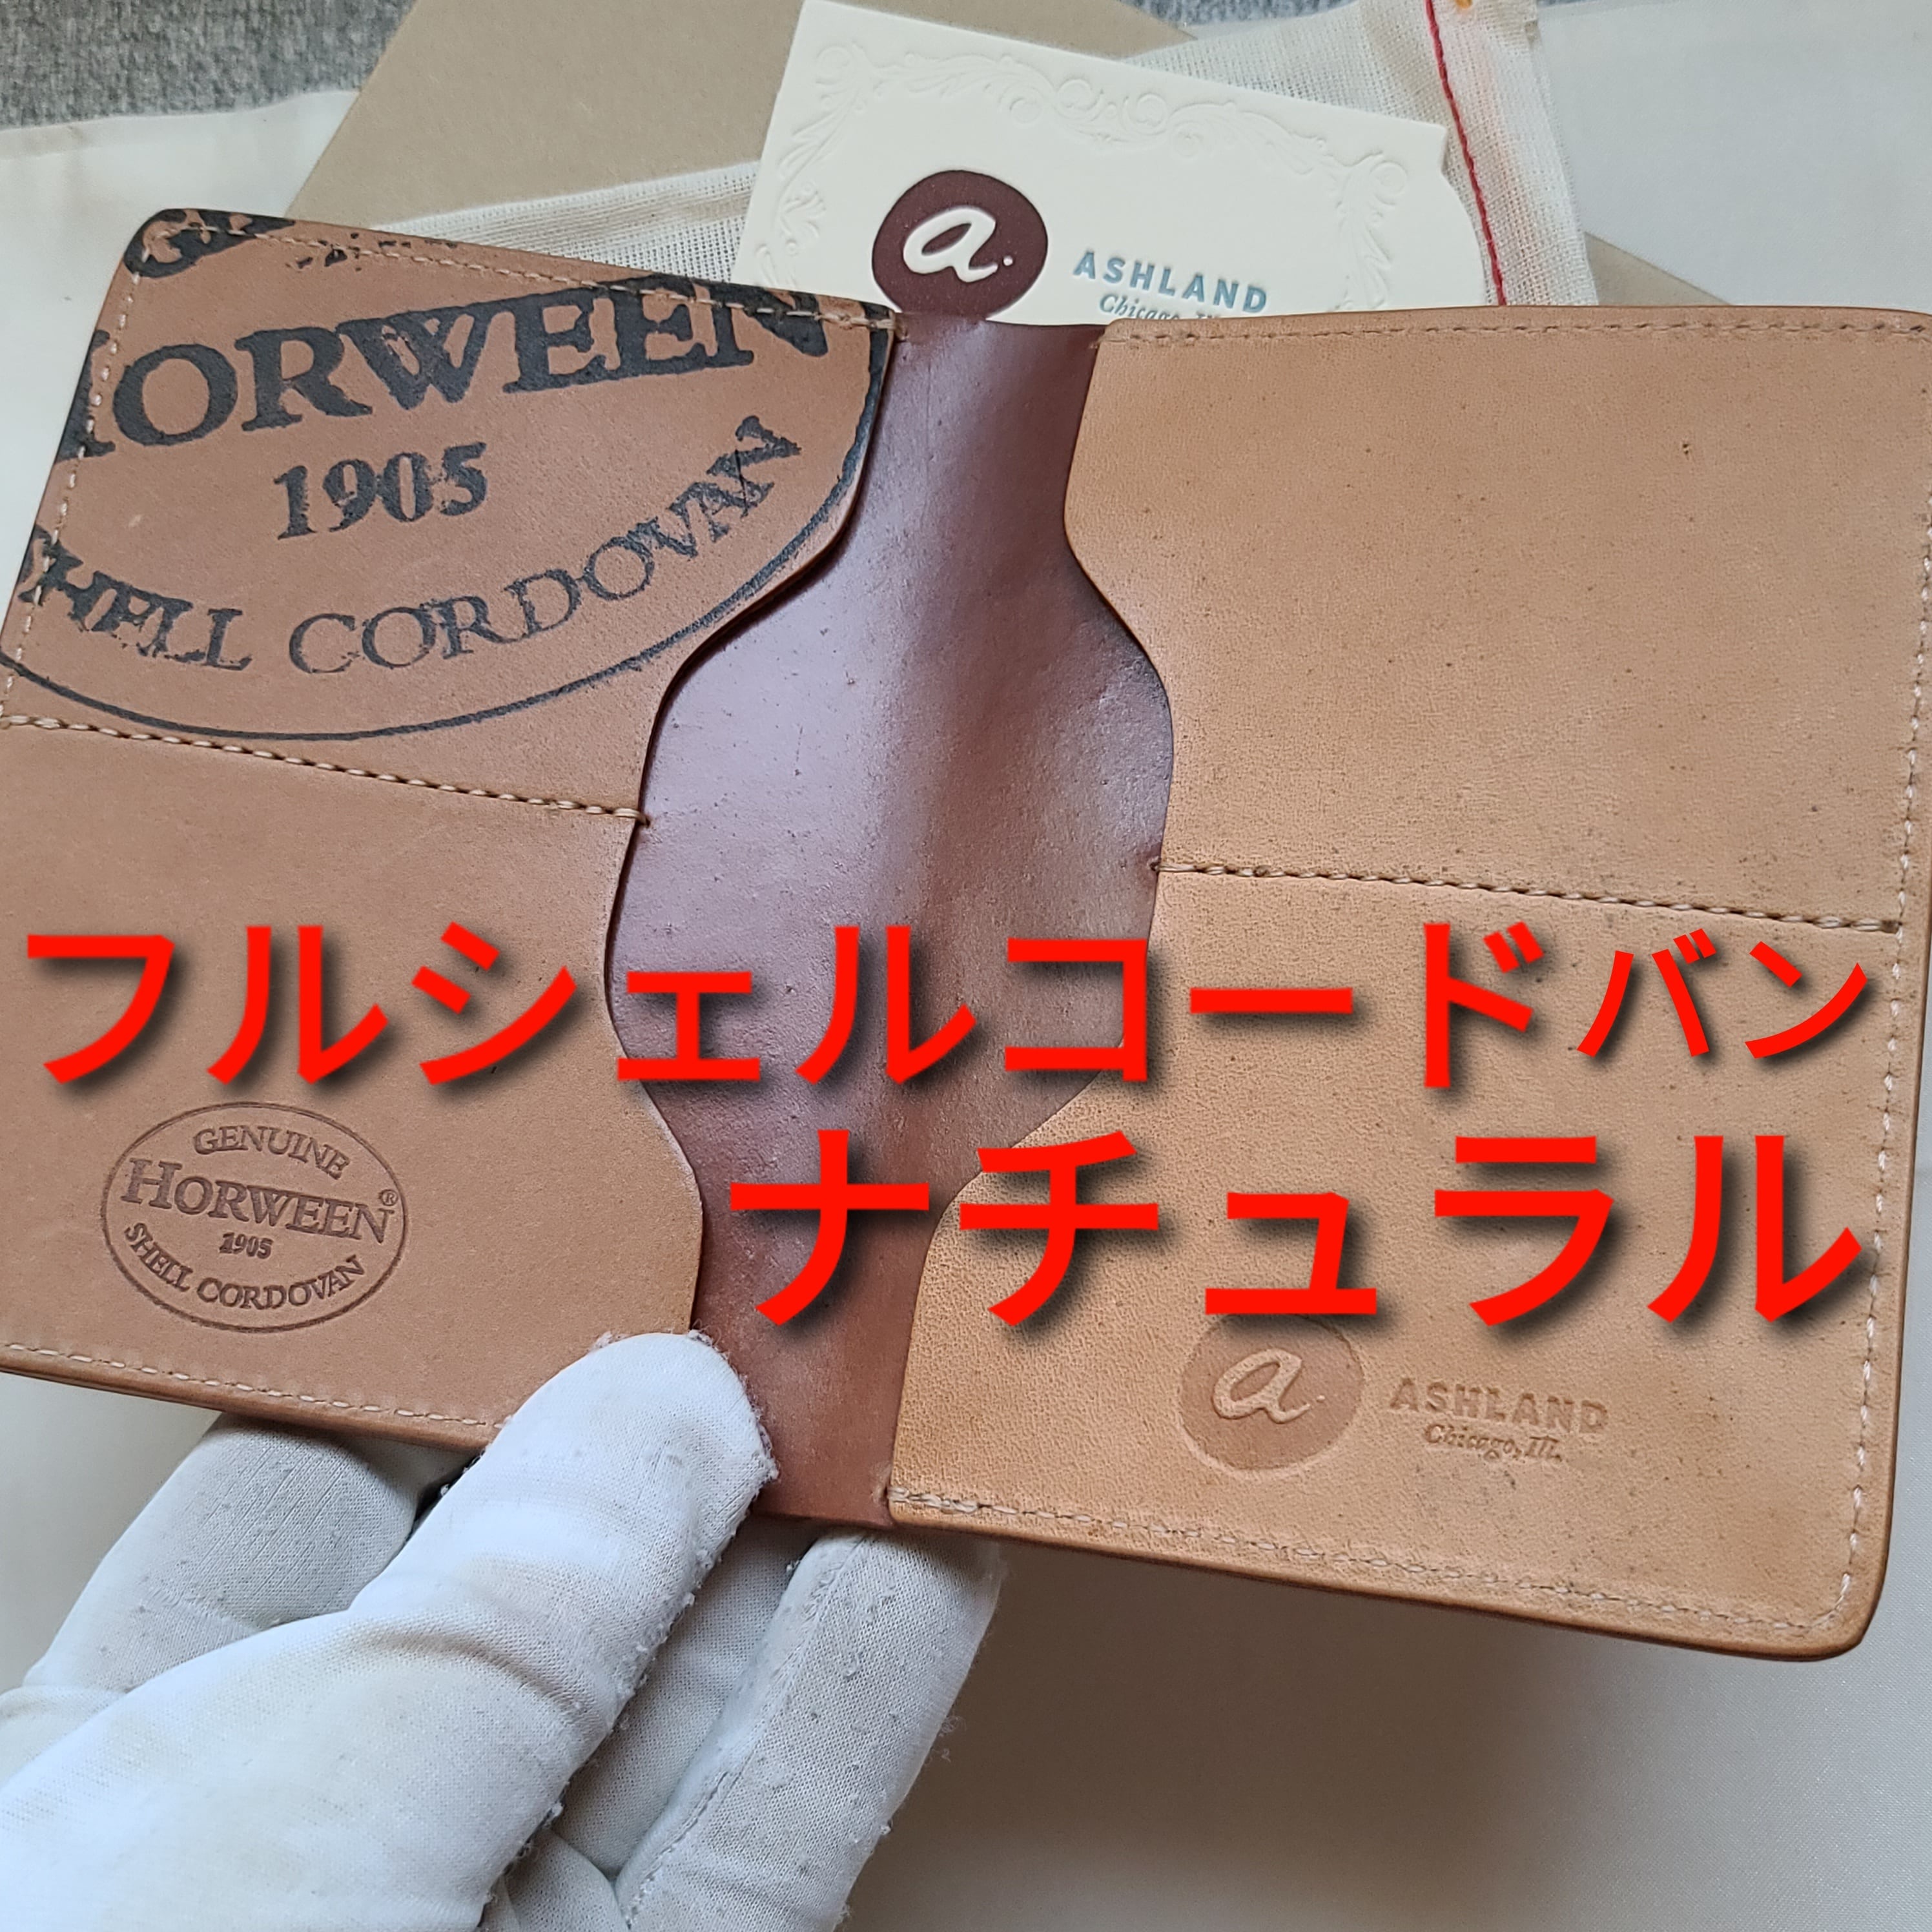 a.
ASHLAND
HORWEEN
1905
SHELL CORDOVAN
フルシェルコードバン
ナチュラル
GENUINE
HORWEEN®
1905
SHELL CORDOVAN
a.
ASHLAND
Chicago, Ill.